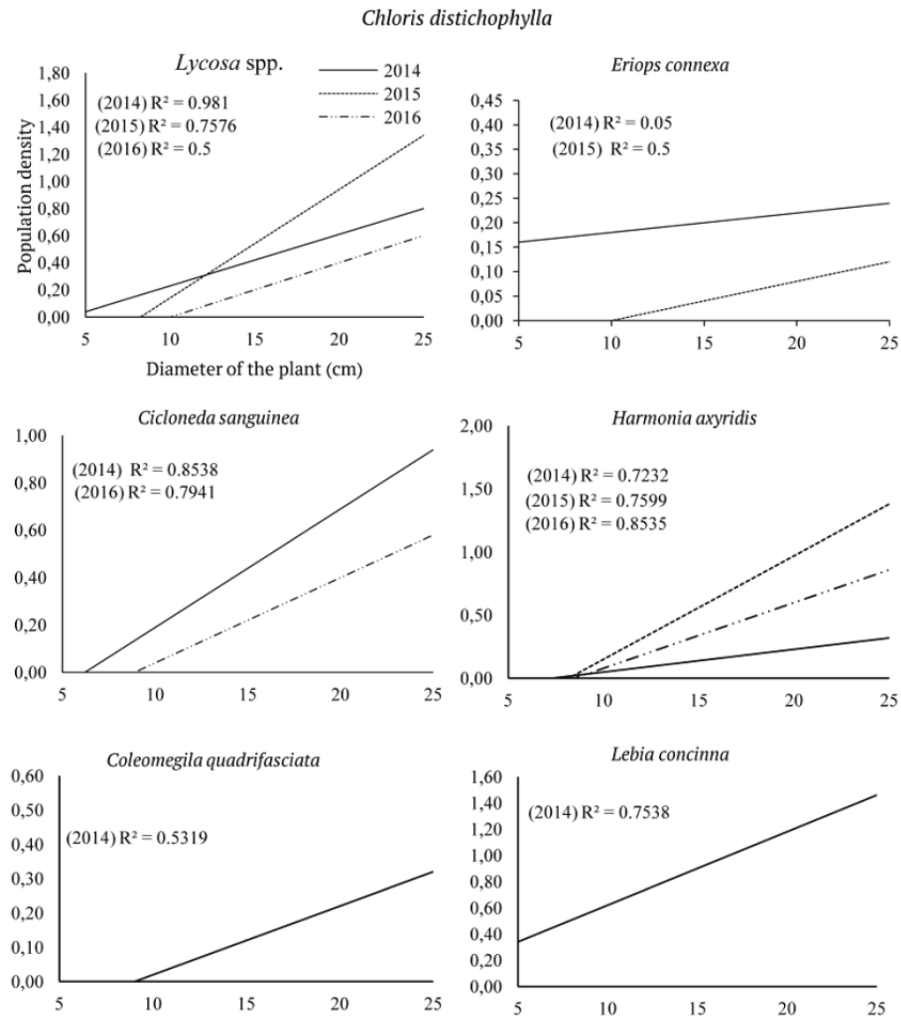 Chloris distichophylla
Lycosa spp.
2014
2015
2016
(2014) R² = 0.981
(2015) R² = 0.7576
(2016) R² = 0.5
Population density
1,80
1,60
1,40
1,20
1,00
0,80
0,60
0,40
0,20
0,00
5 10 15 20 25
Diameter of the plant (cm)
Eriops connexa
(2014) R² = 0.05
(2015) R² = 0.5
0,45
0,40
0,35
0,30
0,25
0,20
0,15
0,10
0,05
0,00
5 10 15 20 25
Cicloneda sanguinea
(2014) R² = 0.8538
(2016) R² = 0.7941
1,00
0,80
0,60
0,40
0,20
0,00
5 10 15 20 25
Harmonia axyridis
(2014) R² = 0.7232
(2015) R² = 0.7599
(2016) R² = 0.8535
2,00
1,50
1,00
0,50
0,00
5 10 15 20 25
Coleomegila quadrifasciata
(2014) R² = 0.5319
0,60
0,50
0,40
0,30
0,20
0,10
0,00
5 10 15 20 25
Lebia concinna
(2014) R² = 0.7538
1,60
1,40
1,20
1,00
0,80
0,60
0,40
0,20
0,00
5 10 15 20 25